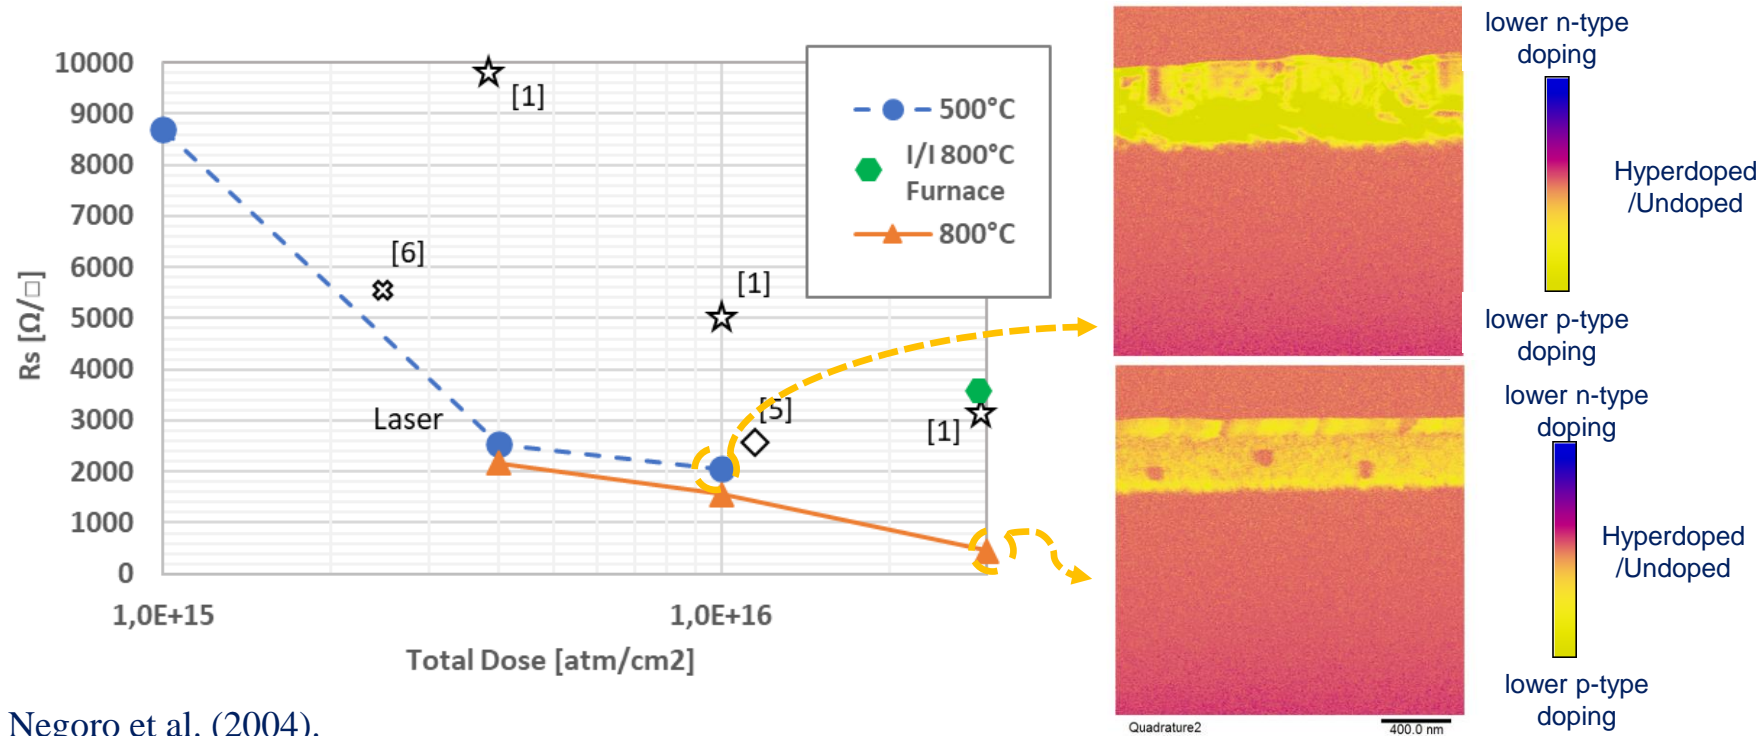 10000
9000
8000
7000
6000
5000
4000
3000
2000
1000
0
Rs [Ω/□]
1,0E+15
1,0E+16
Total Dose [atm/cm2]
[1]
[6]
[1]
[5]
[1]
Laser
500°C
I/I 800°C
Furnace
800°C
lower n-type
doping
Hyperdoped
/Undoped
lower p-type
doping
lower n-type
doping
Hyperdoped
/Undoped
lower p-type
doping
Quadrature2
400.0 nm
Negoro et al. (2004).